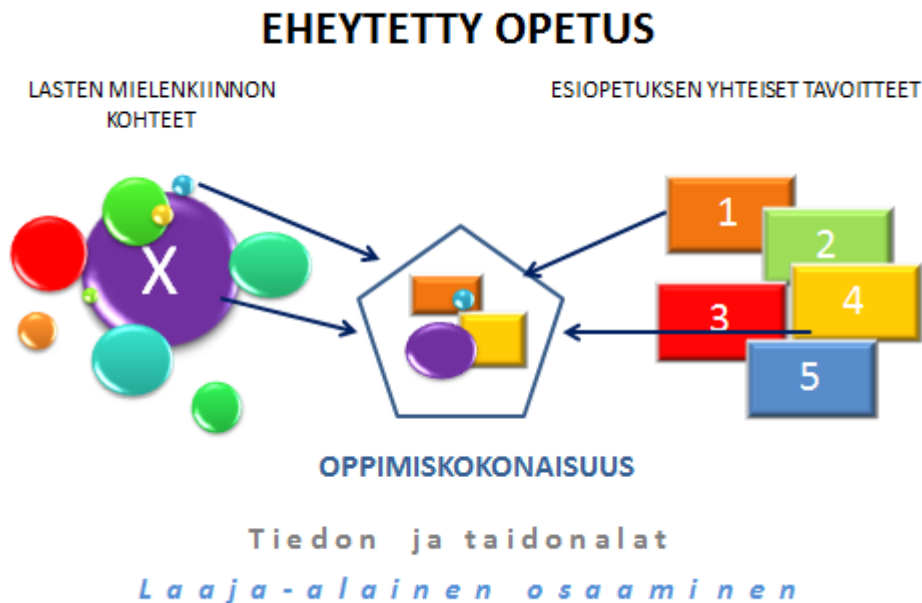 EHEYTETTY OPETUS
LASTEN MIELENKIINNON
KOHTEET
ESIOPETUKSEN YHTEISET TAVOITTEET
X
1
2
3
4
5
OPPIMISKOKONAISUUS
Tiedon ja taidonalat
Laaja-alainen osaaminen